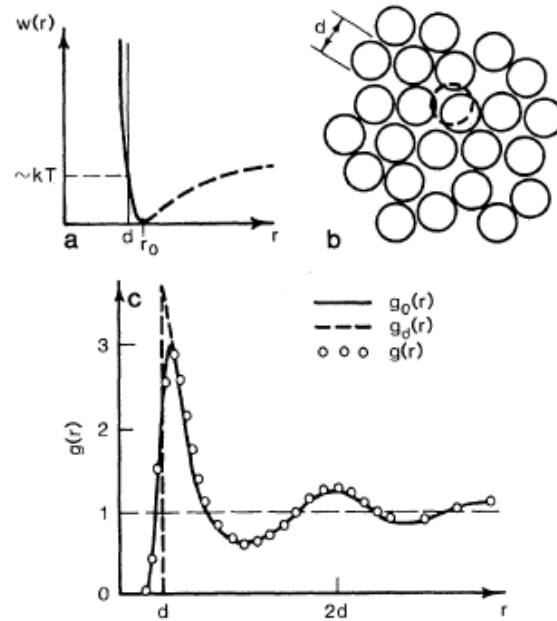 w(r)
~kT
d
r₀
r
a
d
b
c
g₀(r)
g_d(r)
g(r)
3
2
1
0
g(r)
d
2d
r